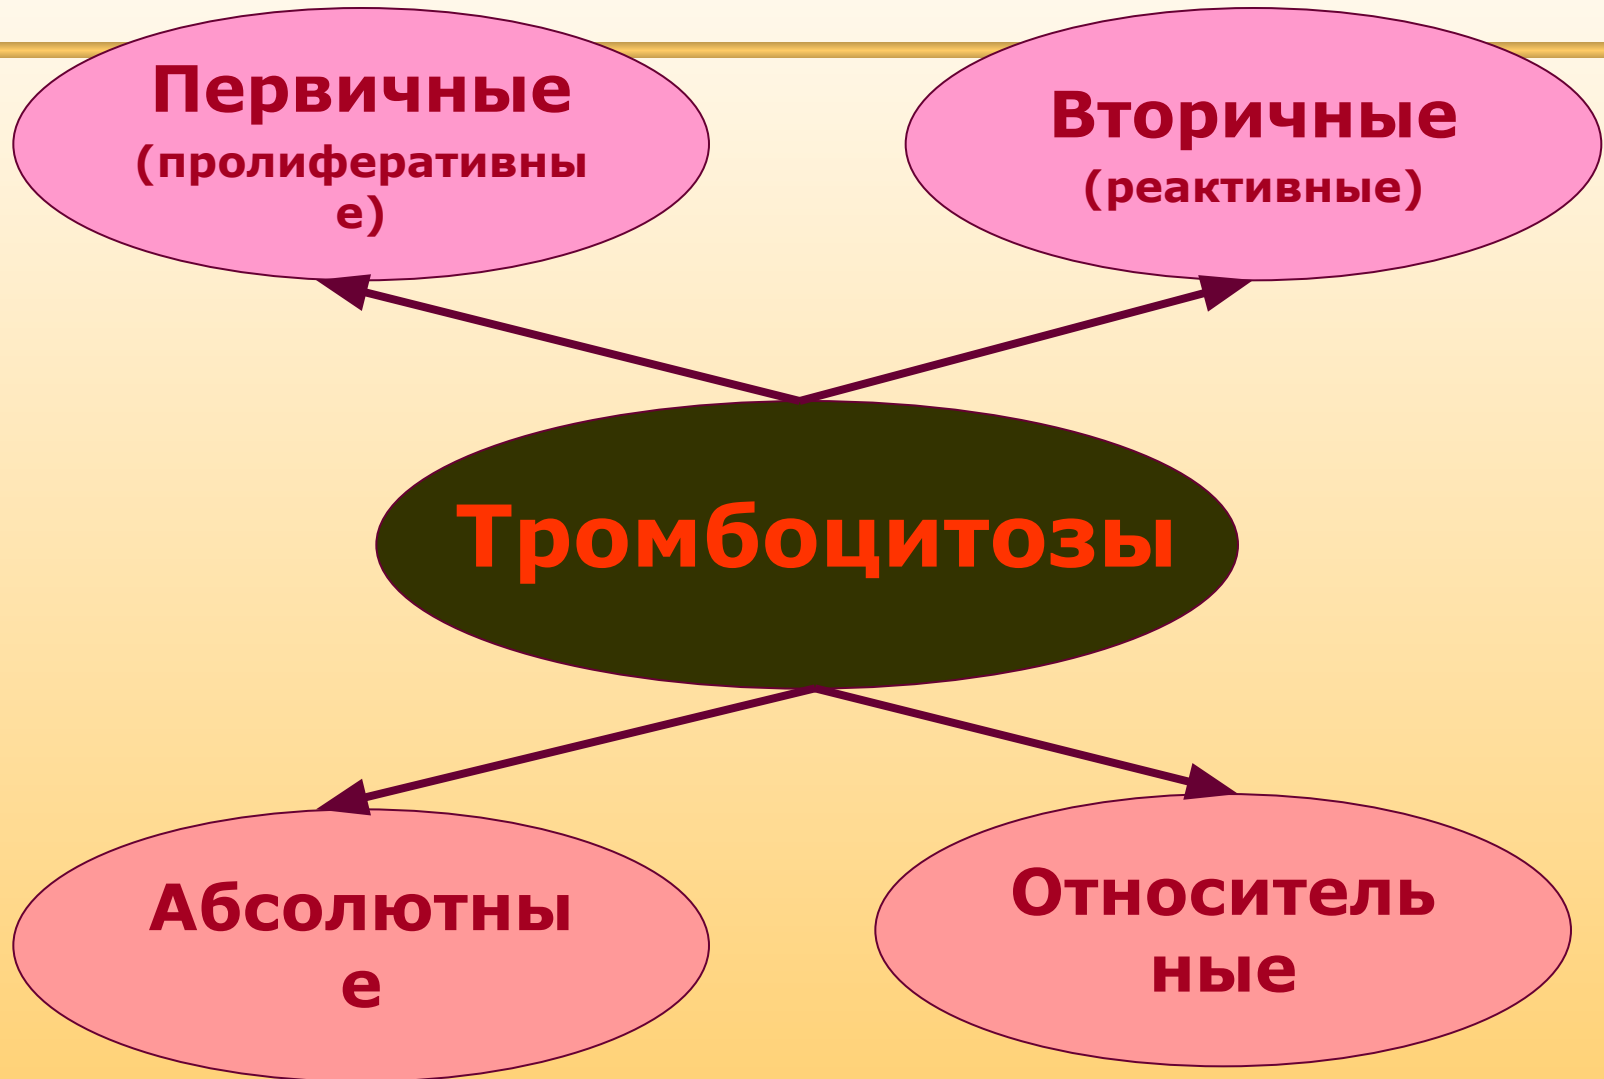 Первичные
(пролиферативны
е)
Вторичные
(реактивные)
Тромбоцитозы
Абсолютны
е
Относитель
ные